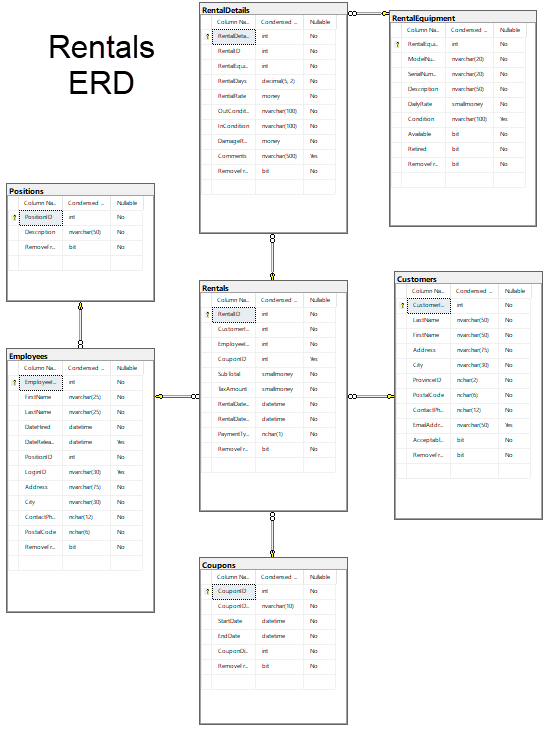 Rentals
ERD
RentalDetails
Column Na... Condensed ... Nullable
RentalDeta... int No
RentalID int No
RentalEqui... int No
RentalDays decimal(5, 2) No
RentalRate money No
OutCondit... nvarchar(100) No
InCondition nvarchar(100) No
DamageR... money No
Comments nvarchar(500) Yes
RemoveFr... bit No
RentalEquipment
Column Na... Condensed ... Nullable
RentalEqui... int No
ModelNu... nvarchar(20) No
SerialNum... nvarchar(20) No
Description nvarchar(50) No
DailyRate smallmoney No
Condition nvarchar(100) Yes
Available bit No
Retired bit No
RemoveFr... bit No
Positions
Column Na... Condensed ... Nullable
PositionID int No
Description nvarchar(50) No
RemoveFr... bit No
Rentals
Column Na... Condensed ... Nullable
RentalID int No
CustomerI... int No
EmployeeI... int No
CouponID int Yes
SubTotal smallmoney No
TaxAmount smallmoney No
RentalDate... datetime No
RentalDate... datetime No
PaymentTy... nchar(1) No
RemoveFr... bit No
Customers
Column Na... Condensed ... Nullable
CustomerI... int No
LastName nvarchar(50) No
FirstName nvarchar(50) No
Address nvarchar(75) No
City nvarchar(30) No
ProvinceID nchar(2) No
PostalCode nchar(6) No
ContactPh... nchar(12) No
EmailAddr... nvarchar(50) Yes
Acceptabl... bit No
RemoveFr... bit No
Employees
Column Na... Condensed ... Nullable
EmployeeI... int No
FirstName nvarchar(25) No
LastName nvarchar(25) No
DateHired datetime No
DateRelea... datetime Yes
PositionID int No
LoginID nvarchar(30) Yes
Address nvarchar(75) No
City nvarchar(30) No
ContactPh... nchar(12) No
PostalCode nchar(6) No
RemoveFr... bit No
Coupons
Column Na... Condensed ... Nullable
CouponID int No
CouponID... nvarchar(10) No
StartDate datetime No
EndDate datetime No
CouponDi... int No
RemoveFr... bit No